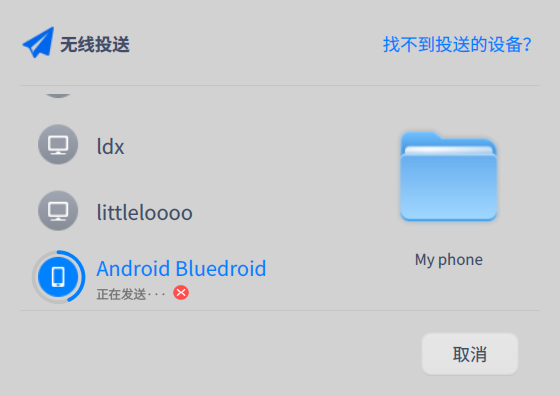 无线投送
找不到投送的设备？
ldx
littleloooo
Android Bluedroid
正在发送···
My phone
取消